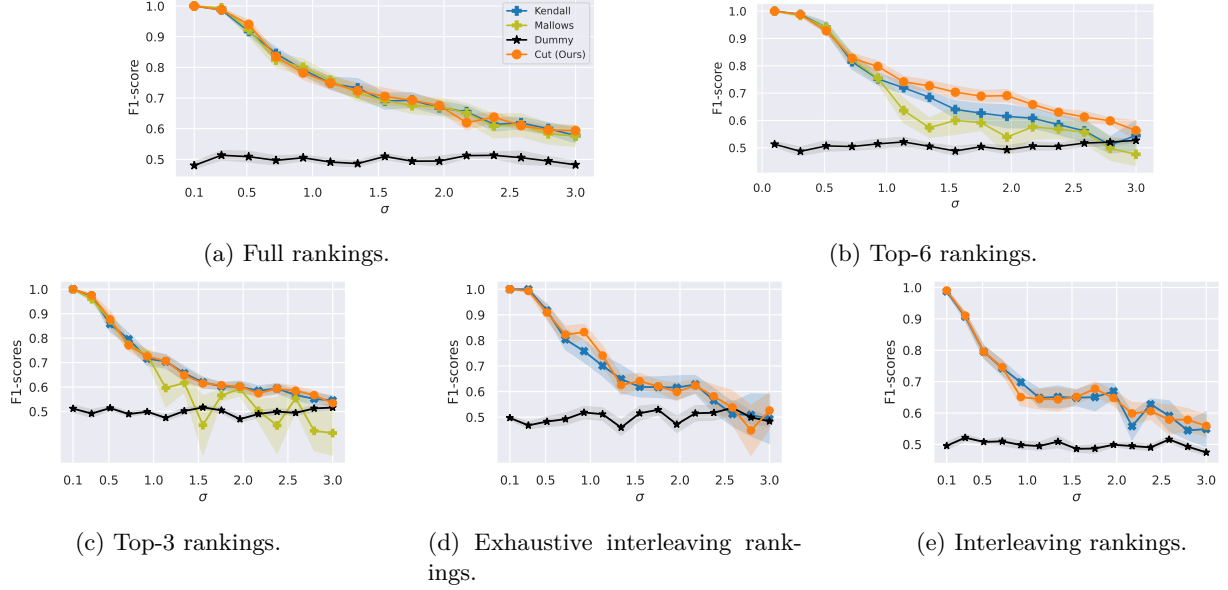 1.0
0.9
0.8
0.7
0.6
0.5
F1-score
0.1 0.5 1.0 1.5 2.0 2.5 3.0
σ
Kendall
Mallows
Dummy
Cut (Ours)
(a) Full rankings.
1.0
0.9
0.8
0.7
0.6
0.5
F1-score
0.0 0.5 1.0 1.5 2.0 2.5 3.0
σ
(b) Top-6 rankings.
1.0
0.9
0.8
0.7
0.6
0.5
F1-scores
0.1 0.5 1.0 1.5 2.0 2.5 3.0
σ
(c) Top-3 rankings.
1.0
0.9
0.8
0.7
0.6
0.5
F1-scores
0.1 0.5 1.0 1.5 2.0 2.5 3.0
σ
(d) Exhaustive interleaving rank-
ings.
1.0
0.9
0.8
0.7
0.6
0.5
F1-scores
0.1 0.5 1.0 1.5 2.0 2.5 3.0
σ
(e) Interleaving rankings.